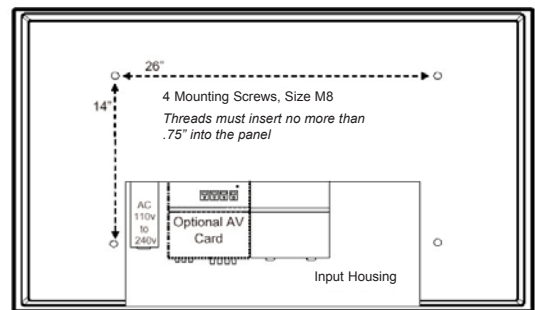 26"
14"
4 Mounting Screws, Size M8
Threads must insert no more than
.75" into the panel
AC
110v
to
240v
Optional AV
Card
Input Housing